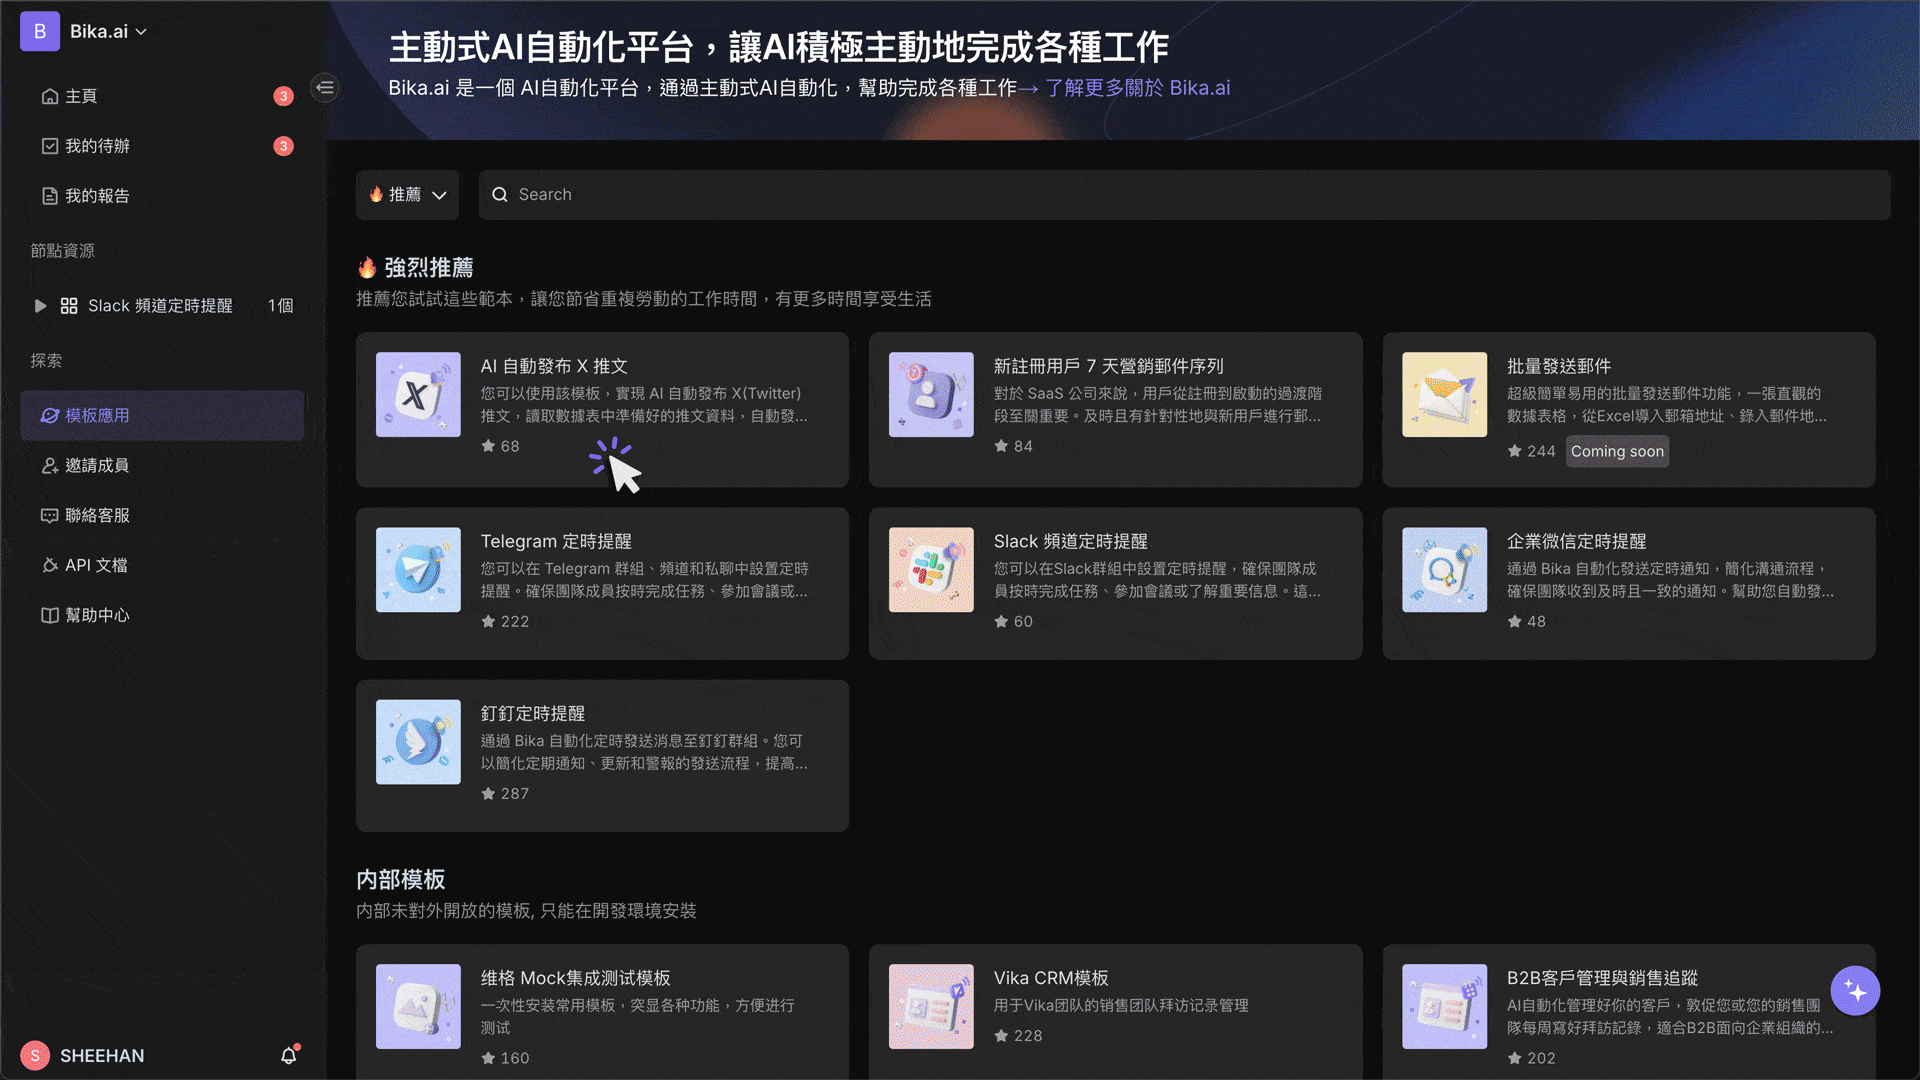 B Bika.ai
主頁 3
我的待辦 3
我的報告
節點資源
Slack 頻道定時提醒 1個
探索
模板應用
邀請成員
聯絡客服
API 文檔
幫助中心
S SHEEHAN
主動式AI自動化平台，讓AI積極主動地完成各種工作
Bika.ai 是一個 AI自動化平台，通過主動式AI自動化，幫助完成各種工作→ 了解更多關於 Bika.ai
🔥 推薦
Search
🔥 強烈推薦
推薦您試試這些範本，讓您節省重複勞動的工作時間，有更多時間享受生活
AI 自動發布 X 推文
您可以使用該模板，實現 AI 自動發布 X(Twitter)
推文，讀取數據表中準備好的推文資料，自動發...
68
新註冊用戶 7 天營銷郵件序列
對於 SaaS 公司來說，用戶從註冊到啟動的過渡階
段至關重要。及時且有針對性地與新用戶進行郵...
84
批量發送郵件
超級簡單易用的批量發送郵件功能，一張直觀的
數據表格，從Excel導入郵箱地址、錄入郵件地...
244 Coming soon
Telegram 定時提醒
您可以在 Telegram 群組、頻道和私聊中設置定時
提醒。確保團隊成員按時完成任務、參加會議或...
222
Slack 頻道定時提醒
您可以在Slack群組中設置定時提醒，確保團隊成
員按時完成任務、參加會議或了解重要信息。這...
60
企業微信定時提醒
通過 Bika 自動化發送定時通知，簡化溝通流程，
確保團隊收到及時且一致的通知。幫助您自動發...
48
釘釘定時提醒
通過 Bika 自動化定時發送消息至釘釘群組。您可
以簡化定期通知、更新和警報的發送流程，提高...
287
内部模板
内部未對外開放的模板, 只能在開發環境安裝
维格 Mock集成测试模板
一次性安装常用模板，突显各种功能，方便进行
测试
160
Vika CRM模板
用于Vika团队的销售团队拜访记录管理
228
B2B客戶管理與銷售追蹤
AI自動化管理好你的客戶，敦促您或您的銷售團
隊每周寫好拜訪記錄，適合B2B面向企業組織的...
202